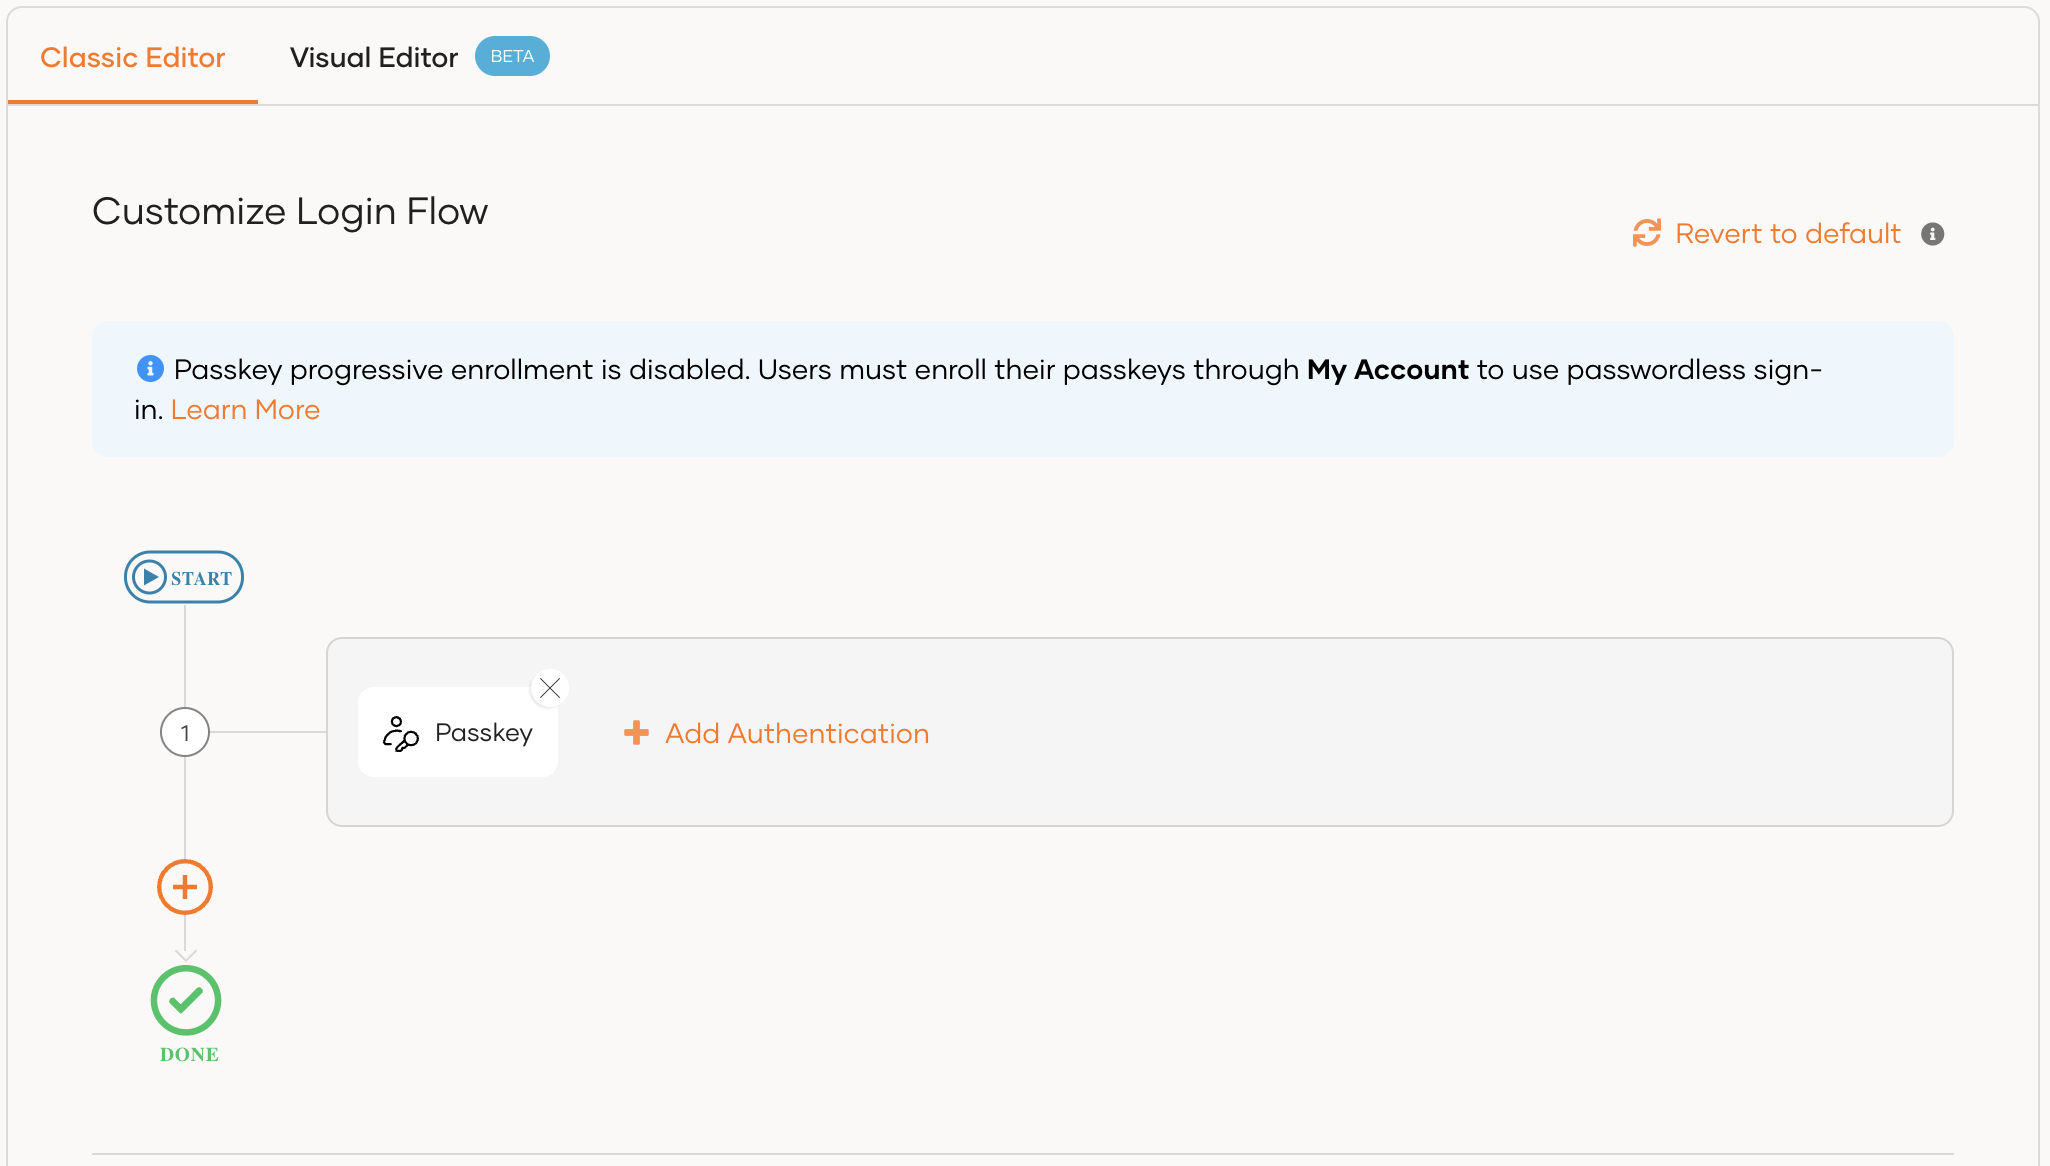 Classic Editor
Visual Editor
BETA
Customize Login Flow
Revert to default
Passkey progressive enrollment is disabled. Users must enroll their passkeys through My Account to use passwordless sign-
in. Learn More
START
1
Passkey
Add Authentication
DONE